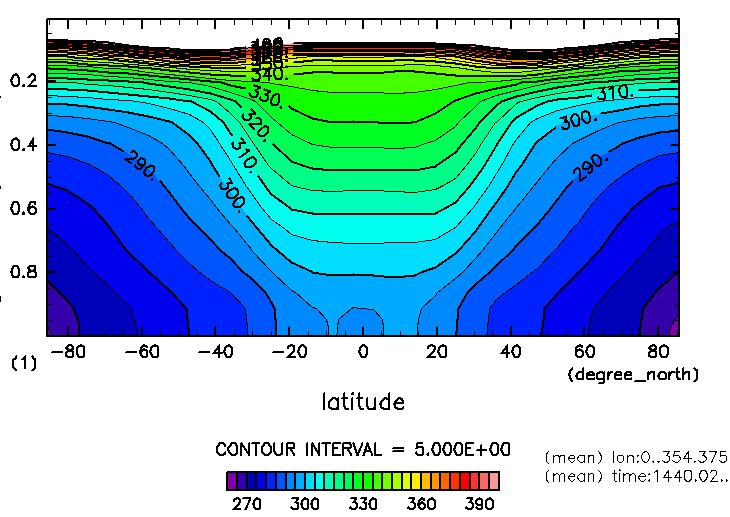 340.
330.
310.
0.2
320.
300.
0.4
310.
290.
290.
300.
0.6
0.8
(1)
-80 -60 -40 -20 0 20 40 60 80
(degree_north)
latitude
CONTOUR INTERVAL = 5.000E+00
(mean) lon:0..354.375
(mean) time:1440.02..
270 300 330 360 390